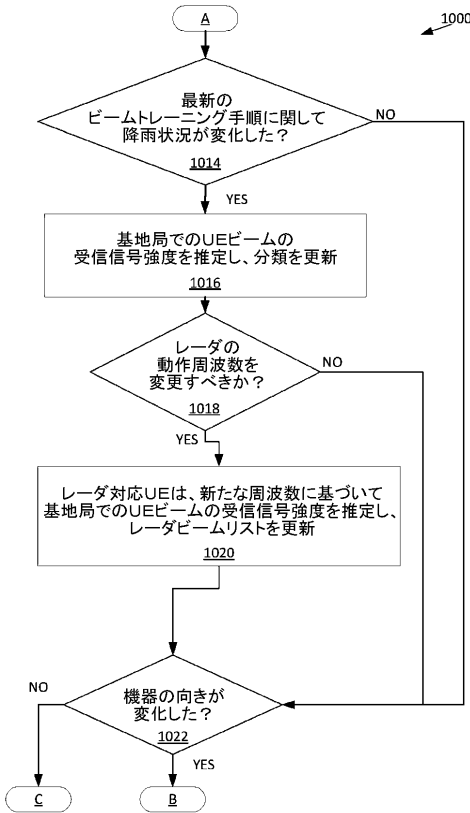 A
1000
最新の
ビームトレーニング手順に関して
降雨状況が変化した？
1014
NO
YES
基地局でのUEビームの
受信信号強度を推定し、分類を更新
1016
レーダの
動作周波数を
変更すべきか？
1018
NO
YES
レーダ対応UEは、新たな周波数に基づいて
基地局でのUEビームの受信信号強度を推定し、
レーダビームリストを更新
1020
機器の向きが
変化した？
1022
NO
YES
C
B